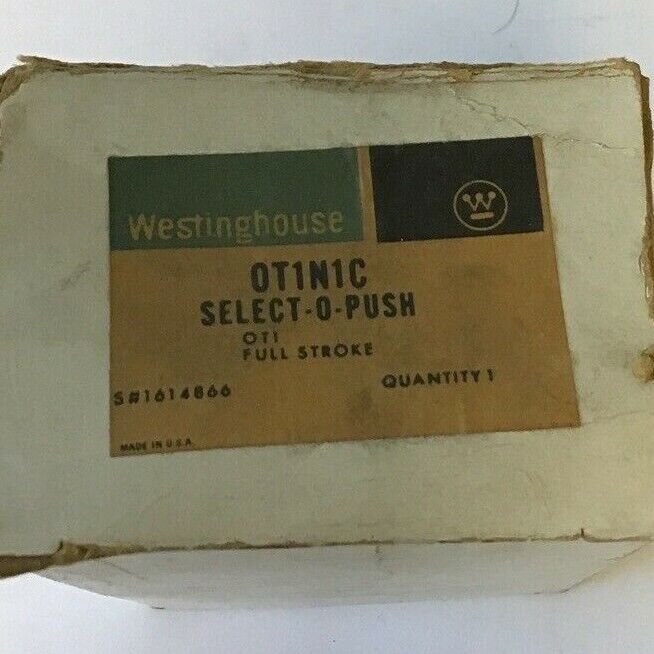 Westinghouse
W
OT1N1C
SELECT-O-PUSH
OT1
FULL STROKE
S#1614866
QUANTITY 1
MADE IN U.S.A.